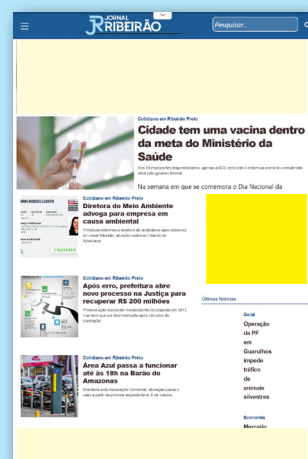 JORNAL
RIBEIRÃO
Pesquisar...
Cotidiano em Ribeirão Preto
Cidade tem uma vacina dentro
da meta do Ministério da
Saúde
Na semana em que se comemora o Dia Nacional da
Cotidiano em Ribeirão Preto
Diretora do Meio Ambiente
advoga para empresa em
causa ambiental
Cotidiano em Ribeirão Preto
Após erro, prefeitura abre
novo processo na Justiça para
recuperar R$ 200 milhões
Últimas Notícias
Geral
Operação
da PF
em
Guarulhos
impede
tráfico
de
animais
silvestres
Cotidiano em Ribeirão Preto
Área Azul passa a funcionar
até às 18h na Barão do
Amazonas
Economia
Mercado